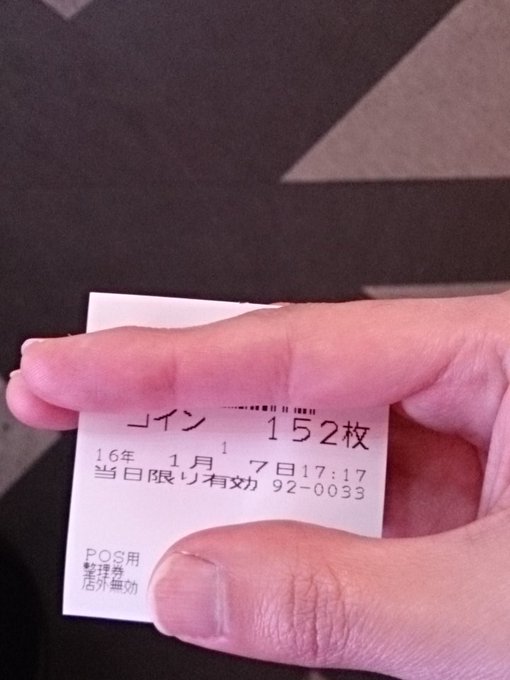 コイン 152枚
1
16年 1月 7日17:17
当日限り有効 92-0033
POS用
整理券
店外無効